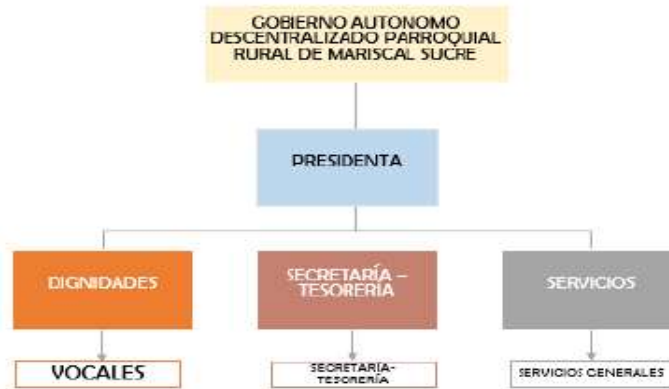 GOBIERNO AUTONOMO
DESCENTRALIZADO PARROQUIAL
RURAL DE MARISCAL SUCRE
PRESIDENTA
DIGNIDADES
SECRETARÍA –
TESORERÍA
SERVICIOS
VOCALES
SECRETARÍA-
TESORERÍA
SERVICIOS GENERALES